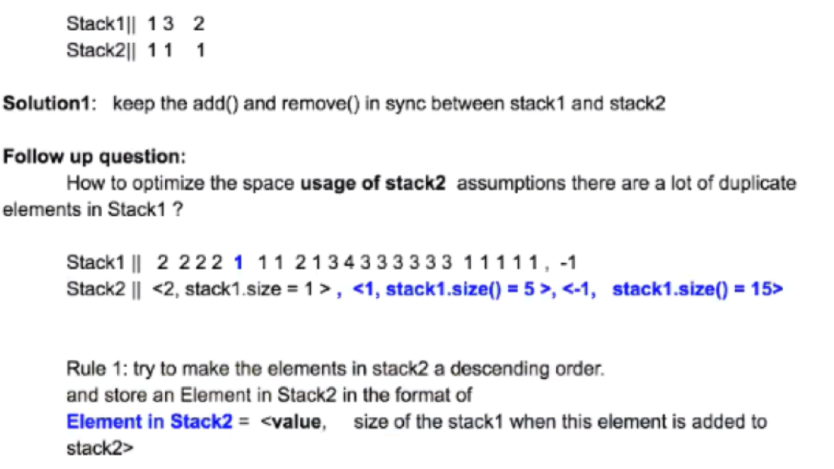 Stack1|| 1 3 2
Stack2|| 1 1 1
Solution1: keep the add() and remove() in sync between stack1 and stack2
Follow up question:
How to optimize the space usage of stack2 assumptions there are a lot of duplicate
elements in Stack1 ?
Stack1 || 2 2 2 2 1 1 1 2 1 3 4 3 3 3 3 3 3 1 1 1 1 1 , -1
Stack2 || <2, stack1.size = 1 > , <1, stack1.size() = 5 >, <-1, stack1.size() = 15>
Rule 1: try to make the elements in stack2 a descending order.
and store an Element in Stack2 in the format of
Element in Stack2 = <value, size of the stack1 when this element is added to
stack2>